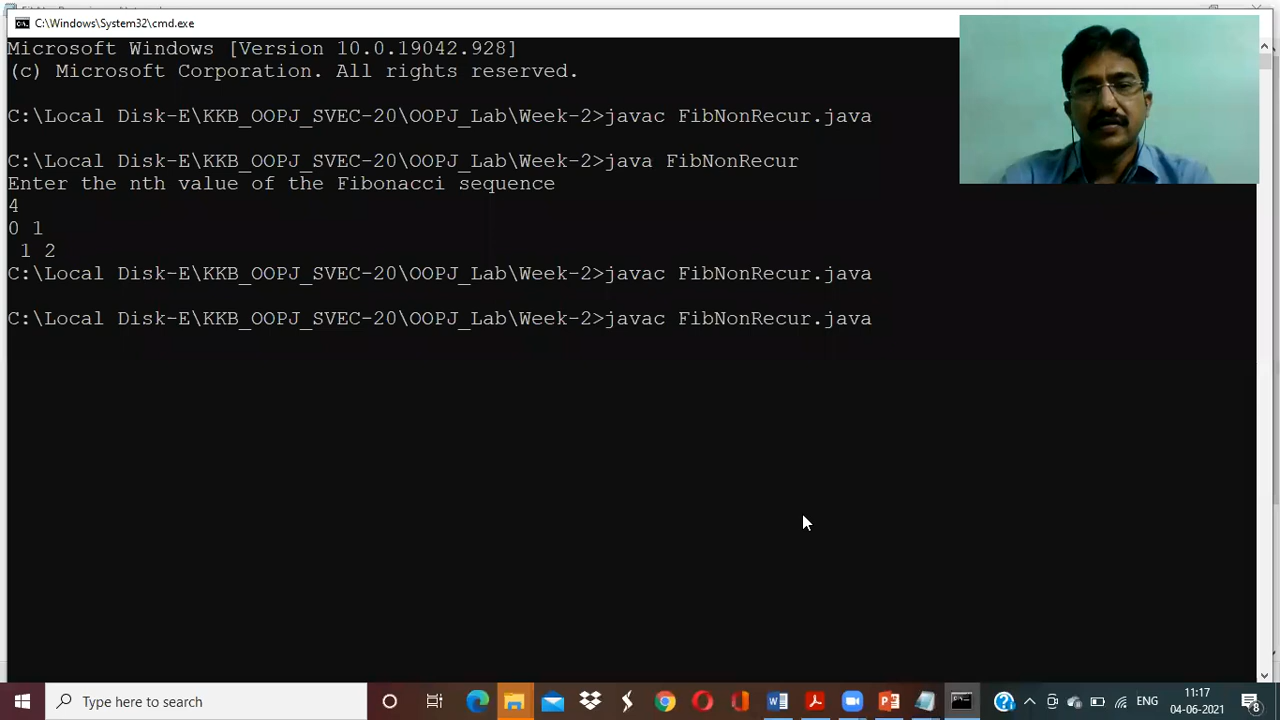 C:\Windows\System32\cmd.exe
Microsoft Windows [Version 10.0.19042.928]
(c) Microsoft Corporation. All rights reserved.
C:\Local Disk-E\KKB_OOPJ_SVEC-20\OOPJ_Lab\Week-2>javac FibNonRecur.java
C:\Local Disk-E\KKB_OOPJ_SVEC-20\OOPJ_Lab\Week-2>java FibNonRecur
Enter the nth value of the Fibonacci sequence
4
0 1
1 2
C:\Local Disk-E\KKB_OOPJ_SVEC-20\OOPJ_Lab\Week-2>javac FibNonRecur.java
C:\Local Disk-E\KKB_OOPJ_SVEC-20\OOPJ_Lab\Week-2>javac FibNonRecur.java
Type here to search
ENG
11:17
04-06-2021
8